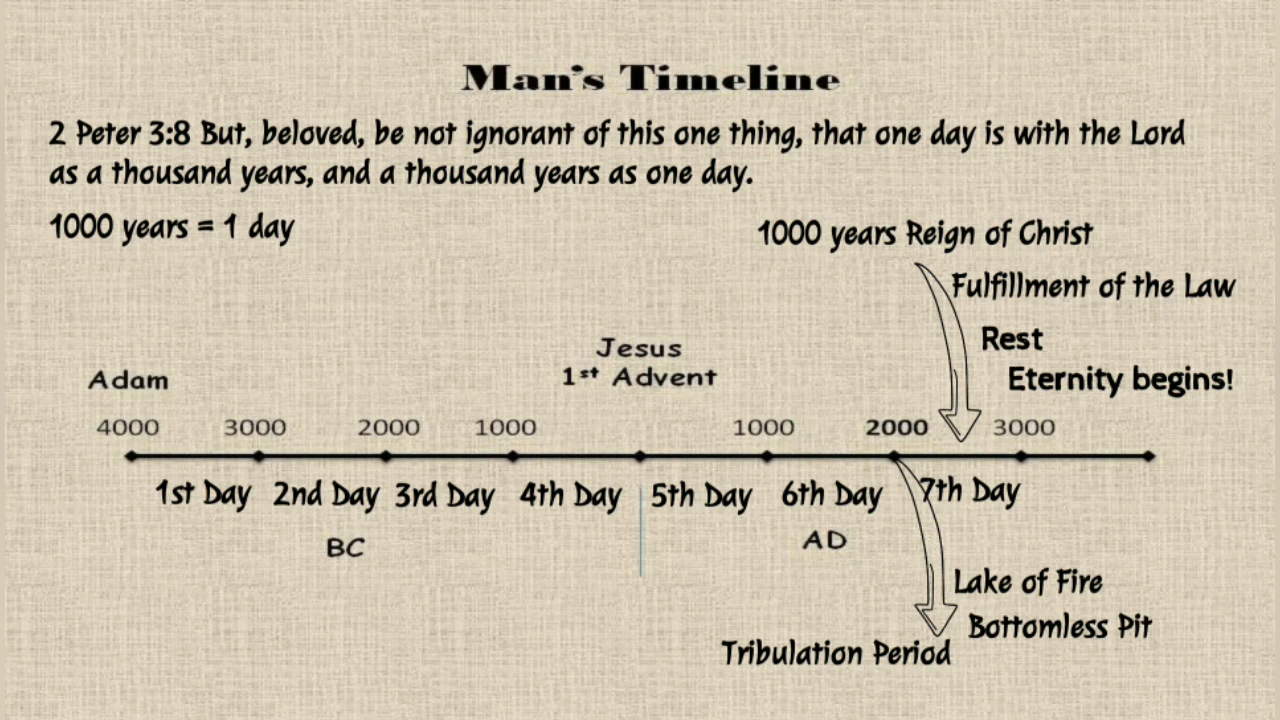 Man's Timeline
2 Peter 3:8 But, beloved, be not ignorant of this one thing, that one day is with the Lord
as a thousand years, and a thousand years as one day.
1000 years = 1 day
1000 years Reign of Christ
Fulfillment of the Law
Rest
Eternity begins!
Jesus
1st Advent
Adam
4000 3000 2000 1000 1000 2000 3000
1st Day 2nd Day 3rd Day 4th Day 5th Day 6th Day 7th Day
BC AD
Lake of Fire
Bottomless Pit
Tribulation Period